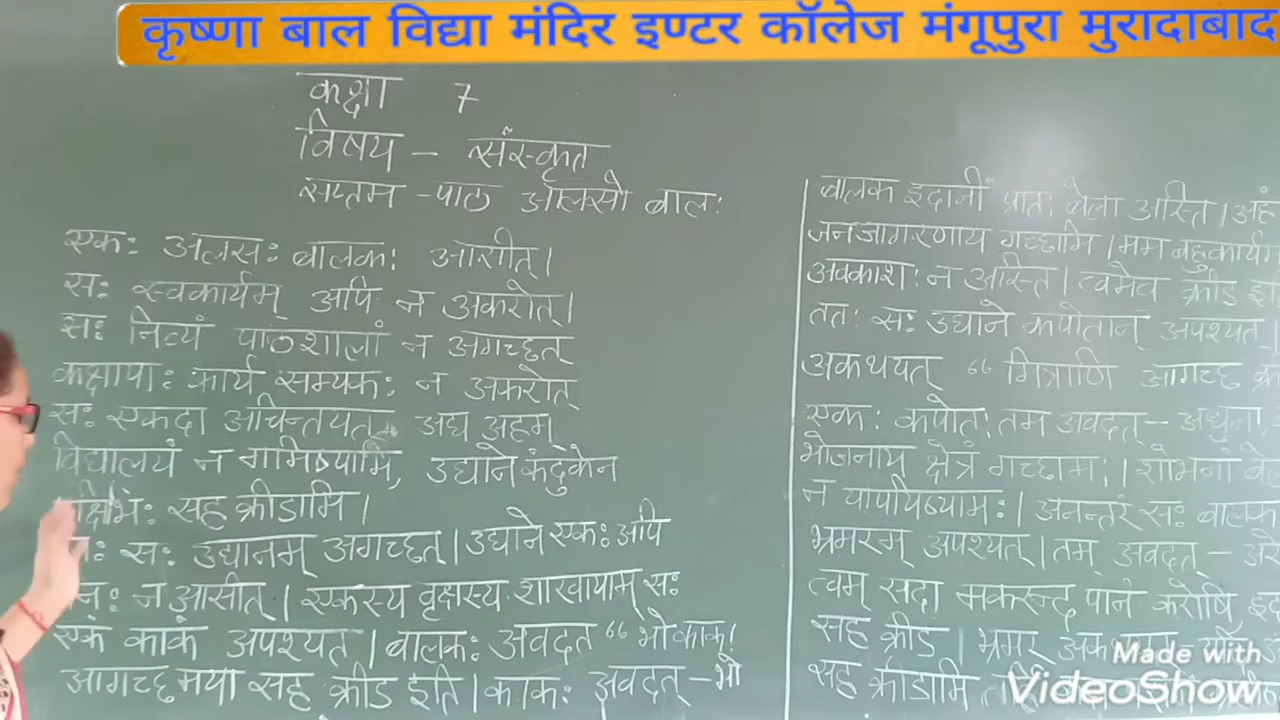 कृष्णा बाल विद्या मंदिर इण्टर कॉलेज मंगूपुरा मुरादाबाद
कक्षा 7
विषय - संस्कृत
सप्तम - पाठ अलसो बालः
एकः अलसः बालकः आसीत्।
सः स्वकार्यम् अपि न अकरोत्।
सः नित्यं पाठशालां न अगच्छत्
कक्षायाः कार्य सम्यकः न अकरोत्
सः एकदा अचिन्तयत् अद्य अहम्
विद्यालयं न गमिष्यामि, उद्याने कंदुकेन
सह क्रीडामि।
सः उद्यानम् अगच्छत्। उद्याने एकः अपि
न आसीत्। एकस्य वृक्षस्य शाखायाम् सः
एकं काकं अपश्यत। बालकः अवदत “ भो काक!
आगच्छ मया सह क्रीड इति। काकः अवदत् - भो
बालक इदानीं प्रातः बेला अस्ति। अहं
जनजागरणाय गच्छामि। मम बहुकार्यम
अवकाशः न अस्ति। त्वमेव क्रीड
ततः सः उद्याने कपोतान् अपश्यत्।
अकथयत् “ मित्राणि आगच्छ
एकः कपोतः तम अवदत् - अधुना
भोजनाय क्षेत्रं गच्छामः। शोभनां
न यापयिष्यामः। अनन्तरं सः बालक
भ्रमरम् अपश्यत्। तम् अवदत् - अरे
त्वम् सदा मकरन्द पानं करोषि
सह क्रीड। भ्रमर
सह क्रीडामि
Made with
VideoShow